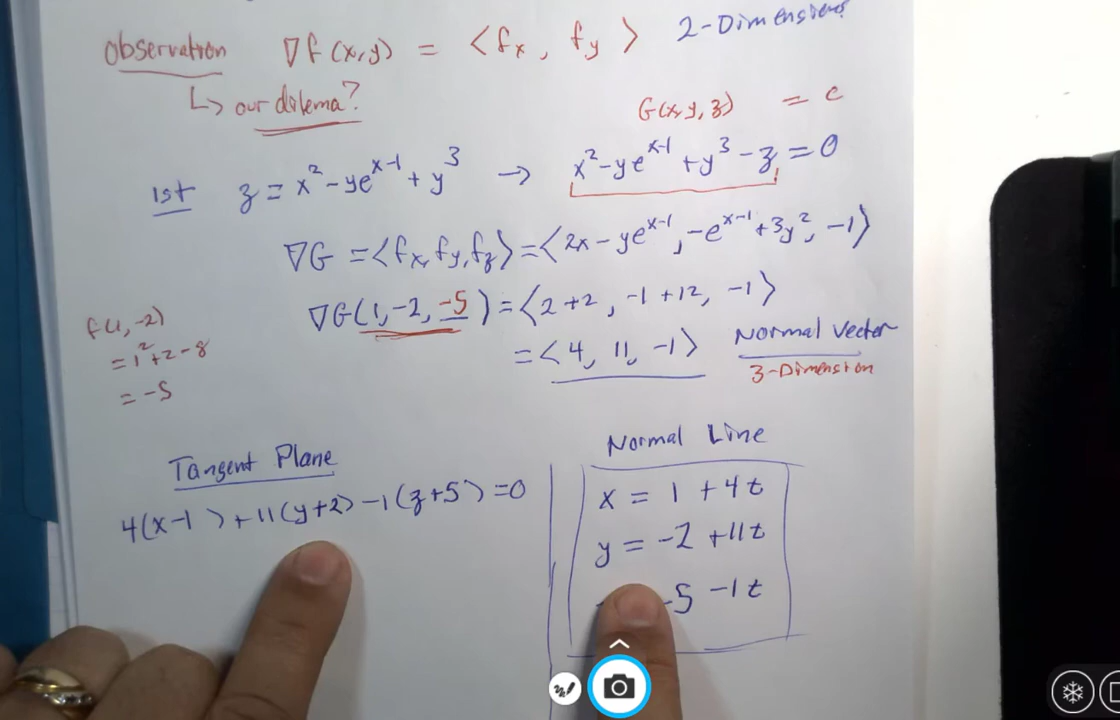 Observation ∇f(x,y) = <fx, fy> 2-Dimensions
↳ our dilema?
G(x,y,z) = c
1st z = x² - ye^(x-1) + y³ → x² - ye^(x-1) + y³ - z = 0
∇G = <fx, fy, fz> = <2x - ye^(x-1), -e^(x-1) + 3y², -1>
∇G(1, -2, -5) = <2+2, -1+12, -1>
= <4, 11, -1> Normal Vector
3-Dimension
f(1, -2)
= 1² + 2 - 8
= -5
Tangent Plane
4(x-1) + 11(y+2) - 1(z+5) = 0
Normal Line
x = 1 + 4t
y = -2 + 11t
-5 - 1t